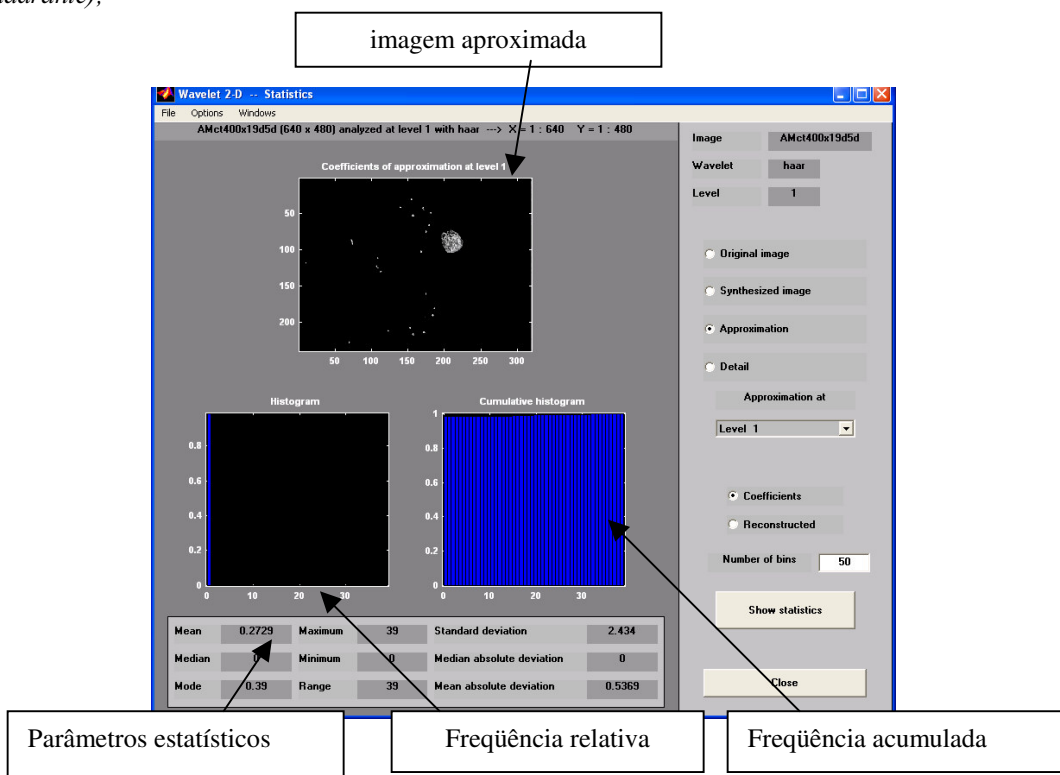 uadrante),
imagem aproximada
Wavelet 2-D -- Statistics
File Options Windows
AMct400x19d5d (640 x 480) analyzed at level 1 with haar ---> X = 1 : 640 Y = 1 : 480
Coefficients of approximation at level 1
50
100
150
200
50 100 150 200 250 300
Histogram
0.8
0.6
0.4
0.2
0
0 10 20 30
Cumulative histogram
1
0.8
0.6
0.4
0.2
0
0 10 20 30
Mean 0.2729 Maximum 39 Standard deviation 2.434
Median 0 Minimum 0 Median absolute deviation 0
Mode 0.39 Range 39 Mean absolute deviation 0.5369
Image AMct400x19d5d
Wavelet haar
Level 1
Original image
Synthesized image
Approximation
Detail
Approximation at
Level 1
Coefficients
Reconstructed
Number of bins 50
Show statistics
Close
Parâmetros estatísticos
Freqüência relativa
Freqüência acumulada